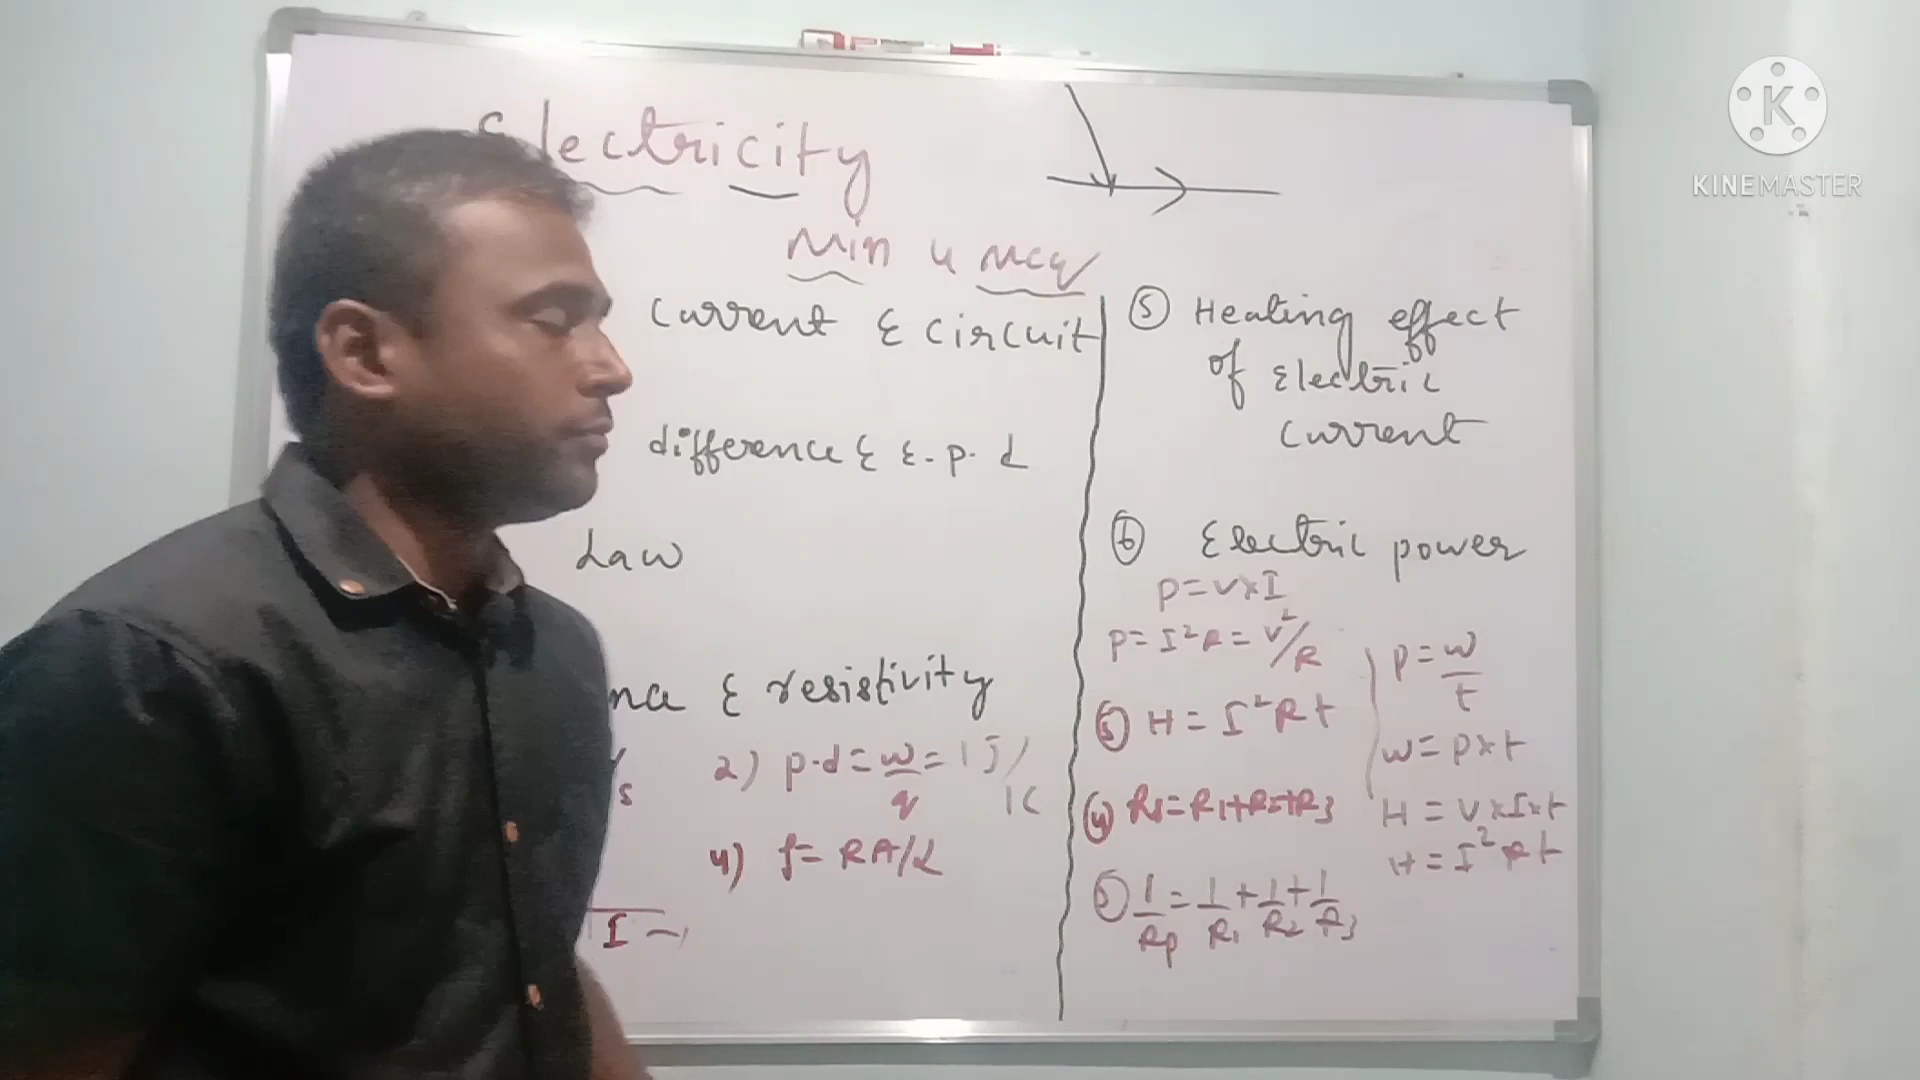 Electricity
Min 4 MCQ
current & circuit
difference & E.p.d
Law
nce & resistivity
s
2) p.d = w/q = 1J/1C
4) ρ = RA/L
I →
⑤ Heating effect
of Electric
current
⑥ Electric power
P = V×I
P = I²R = V²/R
⑤ H = I²Rt
④ Rs=R1+R2+R3
⑤ 1/Rp = 1/R1 + 1/R2 + 1/R3
P = w/t
w = P×t
H = V×I×t
H = I²Rt
K
KINEMASTER